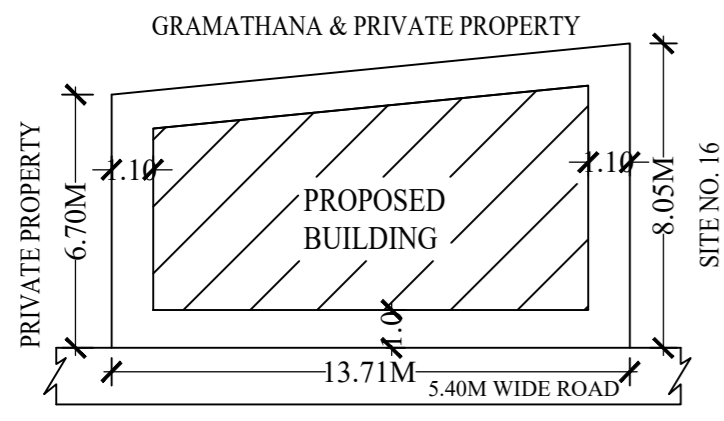 GRAMATHANA & PRIVATE PROPERTY
PRIVATE PROPERTY
6.70M
1.10
PROPOSED
BUILDING
1.10
8.05M
SITE NO. 16
1.0
13.71M
5.40M WIDE ROAD